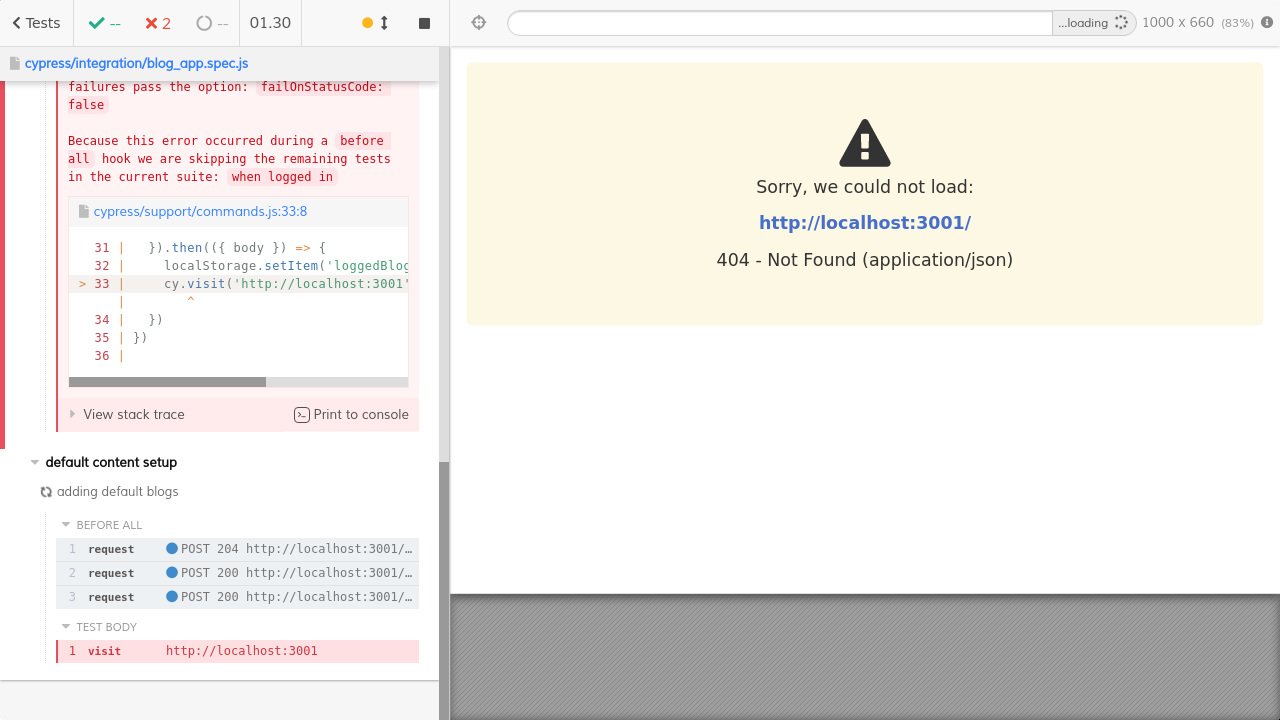 Tests
--
2
--
01.30
...loading
1000 x 660 (83%)
cypress/integration/blog_app.spec.js
failures pass the option: failOnStatusCode:
false
Because this error occurred during a before
all hook we are skipping the remaining tests
in the current suite: when logged in
cypress/support/commands.js:33:8
31 | }).then(({ body }) => {
32 | localStorage.setItem('loggedBlog
> 33 | cy.visit('http://localhost:3001'
| ^
34 | })
35 | })
36 |
View stack trace
Print to console
default content setup
adding default blogs
BEFORE ALL
1 request POST 204 http://localhost:3001/…
2 request POST 200 http://localhost:3001/…
3 request POST 200 http://localhost:3001/…
TEST BODY
1 visit http://localhost:3001
Sorry, we could not load:
http://localhost:3001/
404 - Not Found (application/json)